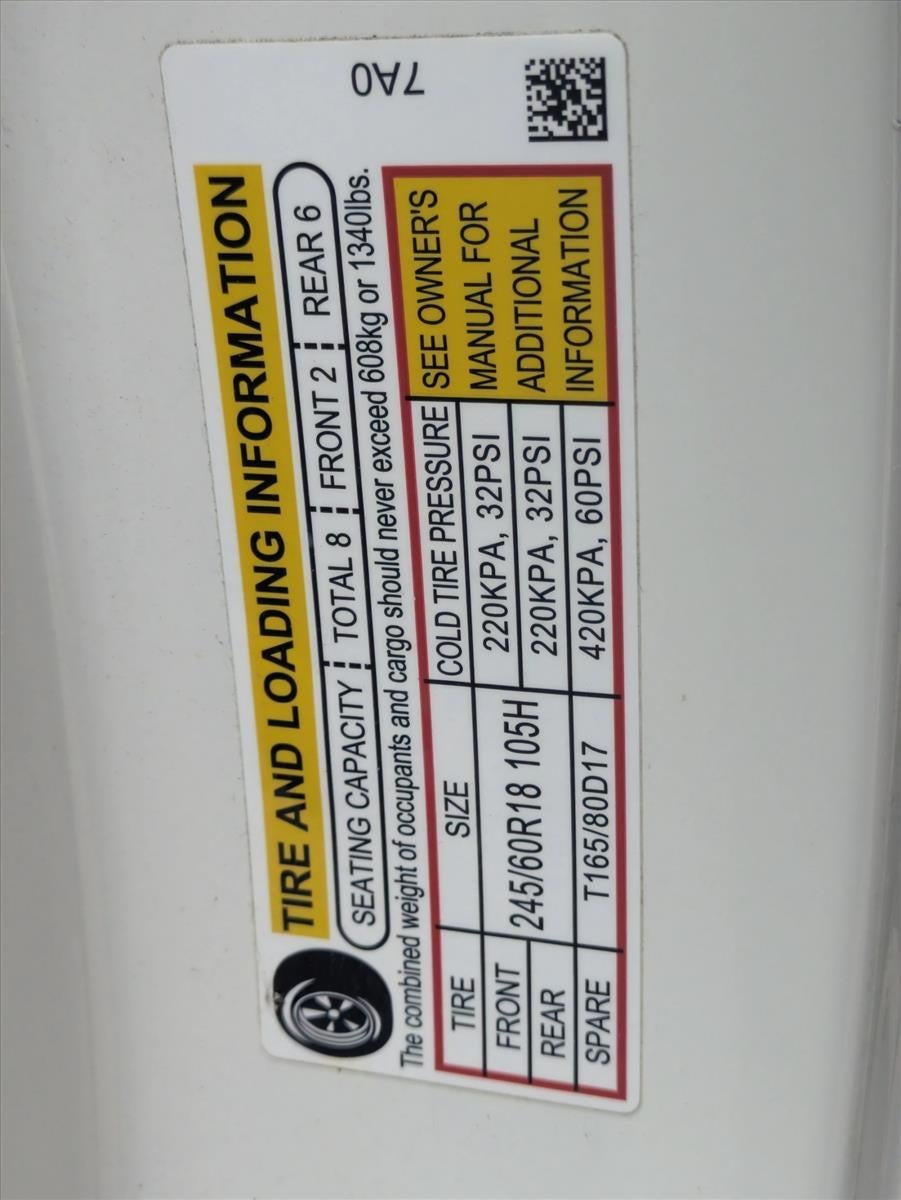 TIRE AND LOADING INFORMATION
SEATING CAPACITY TOTAL 8 FRONT 2 REAR 6
The combined weight of occupants and cargo should never exceed 608kg or 1340lbs.
TIRE SIZE COLD TIRE PRESSURE
FRONT 245/60R18 105H 220KPA, 32PSI
REAR 220KPA, 32PSI
SPARE T165/80D17 420KPA, 60PSI
SEE OWNER'S
MANUAL FOR
ADDITIONAL
INFORMATION
7A0